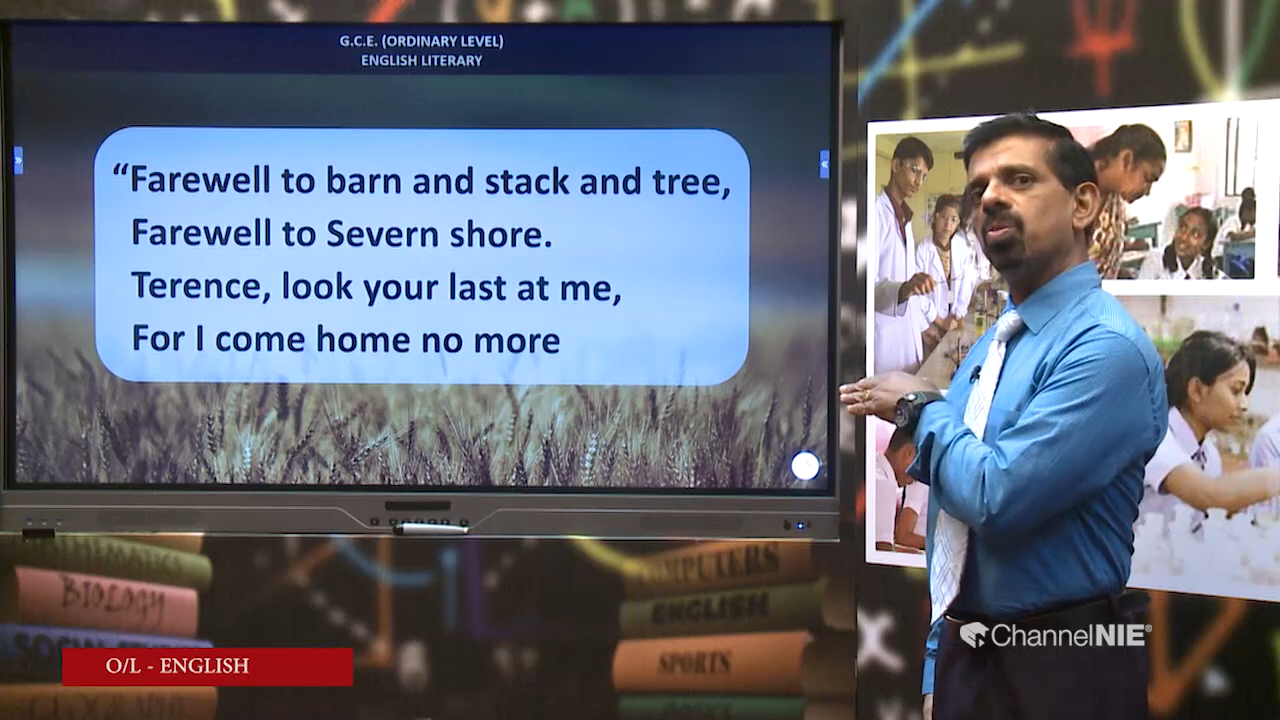 G.C.E. (ORDINARY LEVEL)
ENGLISH LITERARY
“Farewell to barn and stack and tree,
Farewell to Severn shore.
Terence, look your last at me,
For I come home no more
MATHEMATICS
BIOLOGY
COMPUTERS
ENGLISH
SPORTS
O/L - ENGLISH
ChannelNIE®